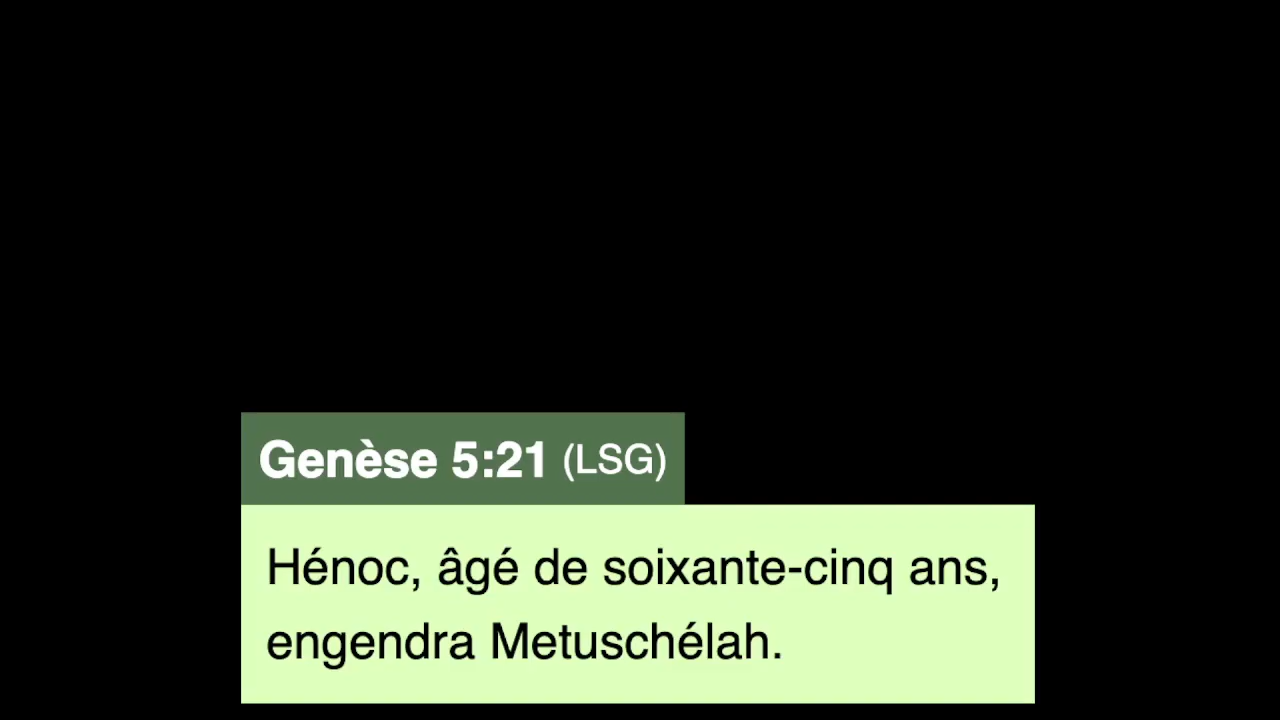 Genèse 5:21 (LSG)
Hénoc, âgé de soixante-cinq ans,
engendra Metuschélah.